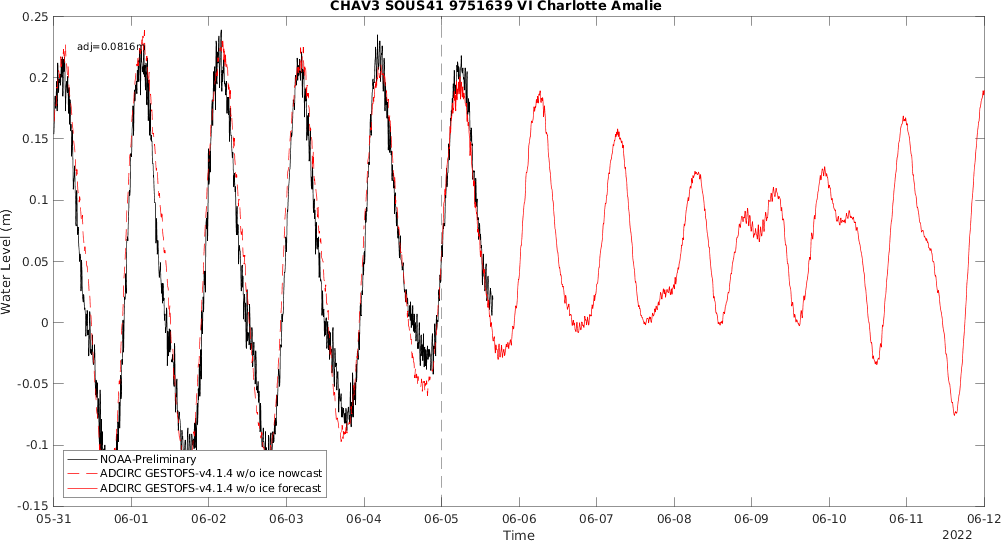 CHAV3 SOUS41 9751639 VI Charlotte Amalie
adj=0.0816m
0.25
0.2
0.15
0.1
0.05
0
-0.05
-0.1
-0.15
Water Level (m)
NOAA-Preliminary
ADCIRC GESTOFS-v4.1.4 w/o ice nowcast
ADCIRC GESTOFS-v4.1.4 w/o ice forecast
05-31 06-01 06-02 06-03 06-04 06-05 06-06 06-07 06-08 06-09 06-10 06-11 06-12
Time
2022